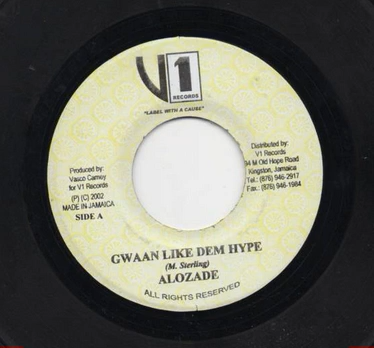 V1
RECORDS
"LABEL WITH A CAUSE"
Produced by:
Vasco Carney
for V1 Records
(P) (C) 2002
MADE IN JAMAICA
SIDE A
Distributed by:
V1 Records
M Old Hope Road
Kingston, Jamaica
Tel.: (876) 946-2917
Fax.: (876) 946-1984
GWAAN LIKE DEM HYPE
(M. Sterling)
ALOZADE
ALL RIGHTS RESERVED